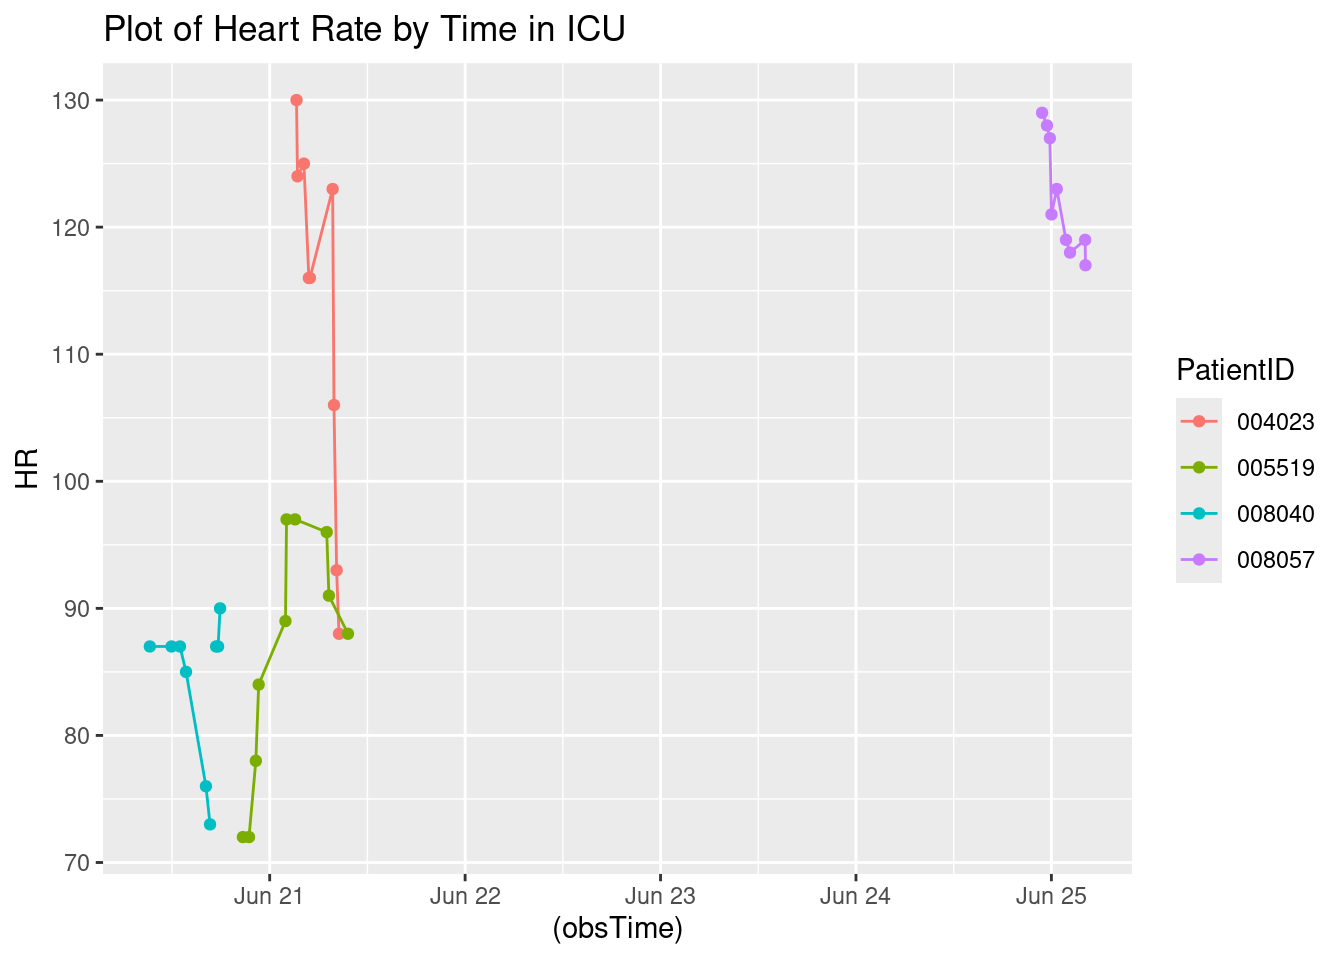 Plot of Heart Rate by Time in ICU
130
120
110
100
90
80
70
HR
Jun 21
Jun 22
Jun 23
Jun 24
Jun 25
(obsTime)
PatientID
004023
005519
008040
008057